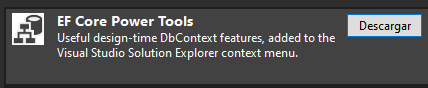 EF Core Power Tools
Descargar
Useful design-time DbContext features, added to the
Visual Studio Solution Explorer context menu.